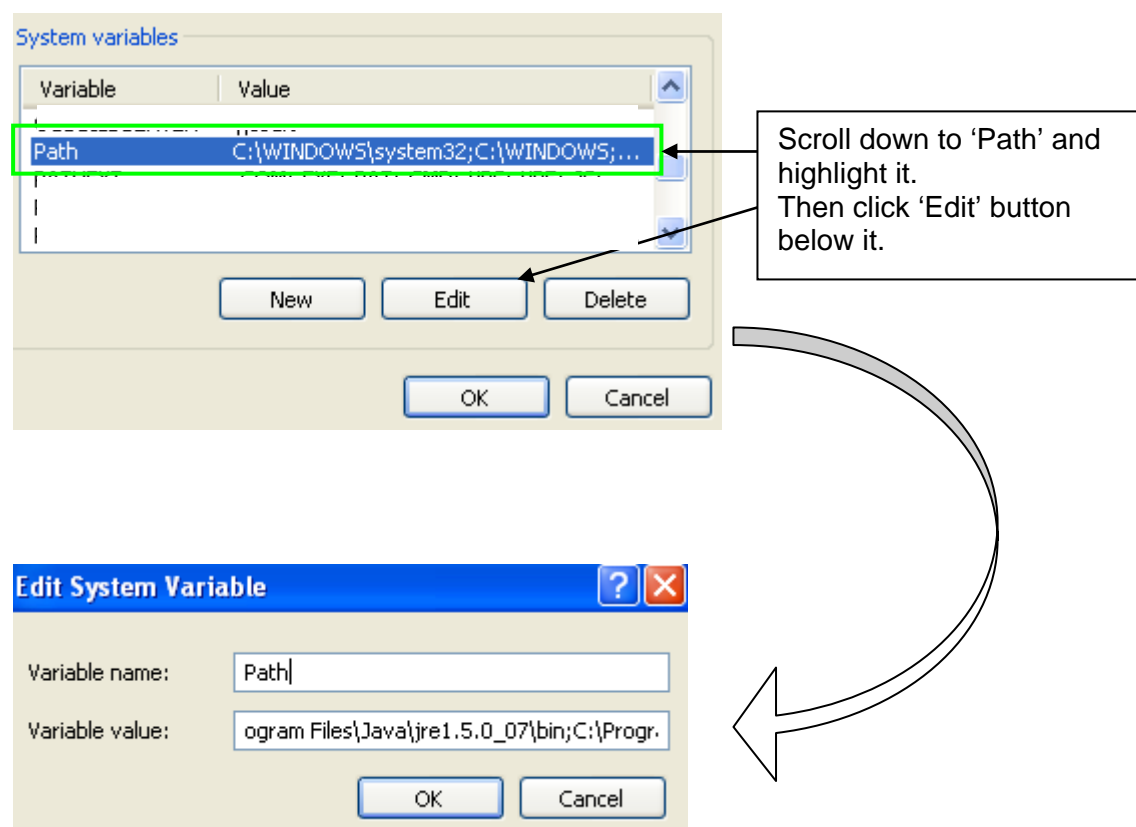 System variables
Variable Value
Path C:\WINDOWS\system32;C:\WINDOWS;...
Scroll down to ‘Path’ and
highlight it.
Then click ‘Edit’ button
below it.
New Edit Delete
OK Cancel
Edit System Variable
Variable name: Path
Variable value: ogram Files\Java\jre1.5.0_07\bin;C:\Progr
OK Cancel